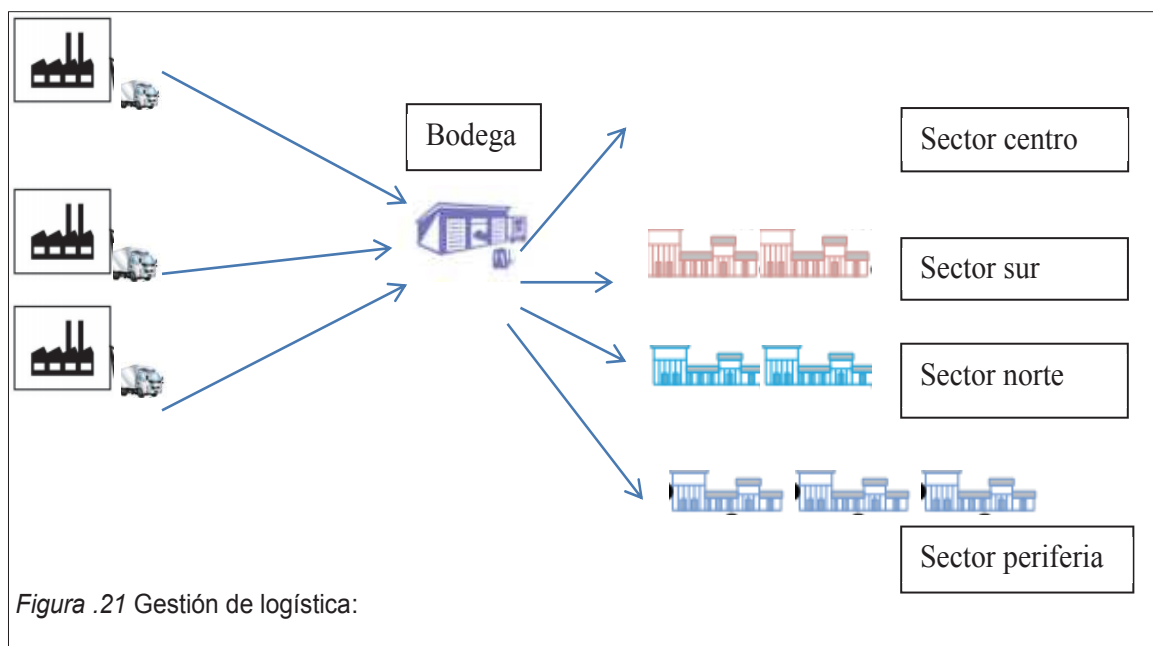 Bodega
Sector centro
Sector sur
Sector norte
Sector periferia
Figura .21 Gestión de logística: